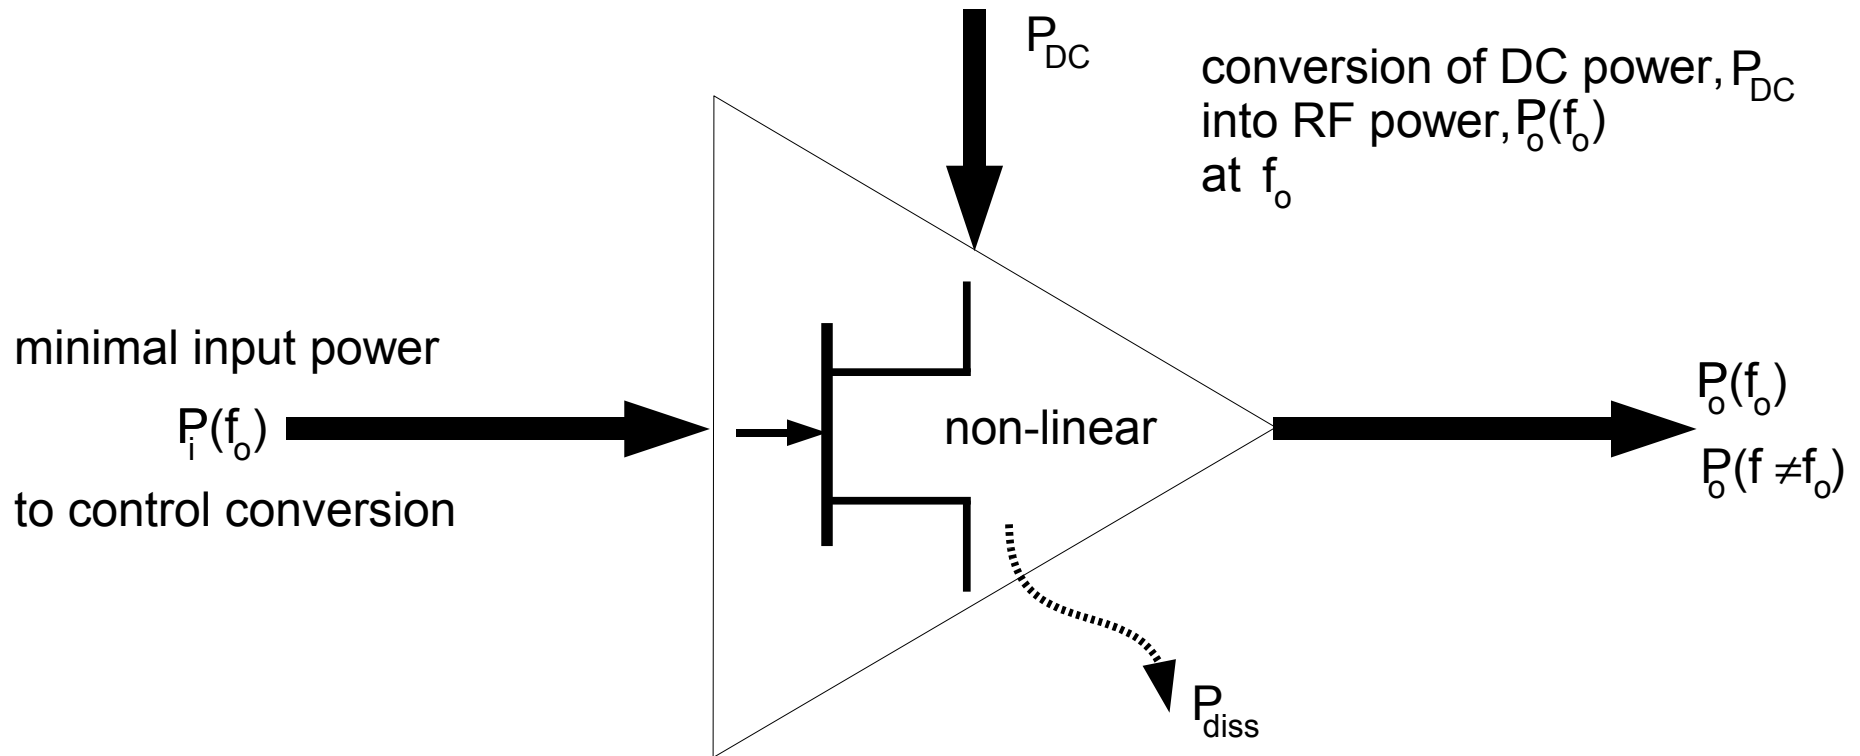 P_DC
conversion of DC power, P_DC
into RF power, P_o(f_o)
at f_o
minimal input power
P_i(f_o)
to control conversion
non-linear
P_o(f_o)
P_o(f ≠f_o)
P_diss